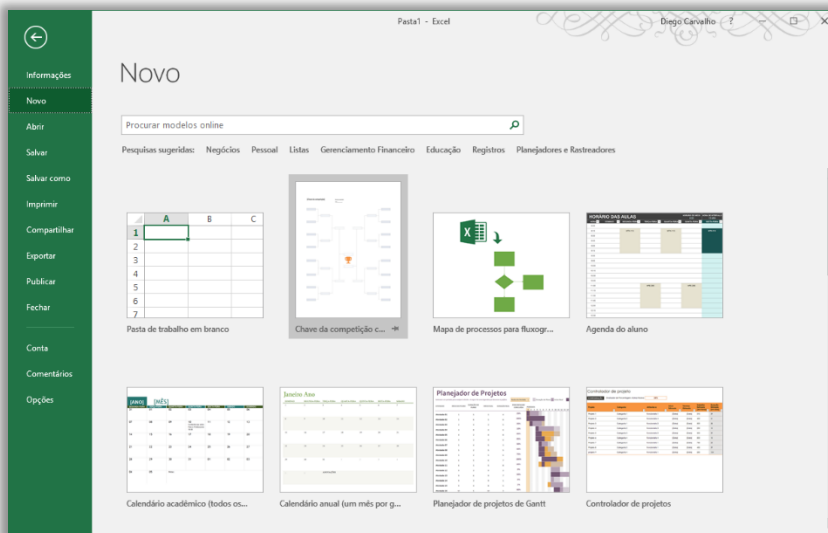 Pasta1 - Excel
Diego Carvalho ?
Informações
Novo
Abrir
Salvar
Salvar como
Imprimir
Compartilhar
Exportar
Publicar
Fechar
Conta
Comentários
Opções
Novo
Procurar modelos online
Pesquisas sugeridas: Negócios Pessoal Listas Gerenciamento Financeiro Educação Registros Planejadores e Rastreadores
A B C
1
2
3
4
5
6
7
Pasta de trabalho em branco
Chave da competição c...
Mapa de processos para fluxogr...
HORÁRIO DAS AULAS
Agenda do aluno
[ANO] [MÊS]
Calendário acadêmico (todos os...
Janeiro Ano
Calendário anual (um mês por g...
Planejador de Projetos
Planejador de projetos de Gantt
Controlador de projeto
Controlador de projetos